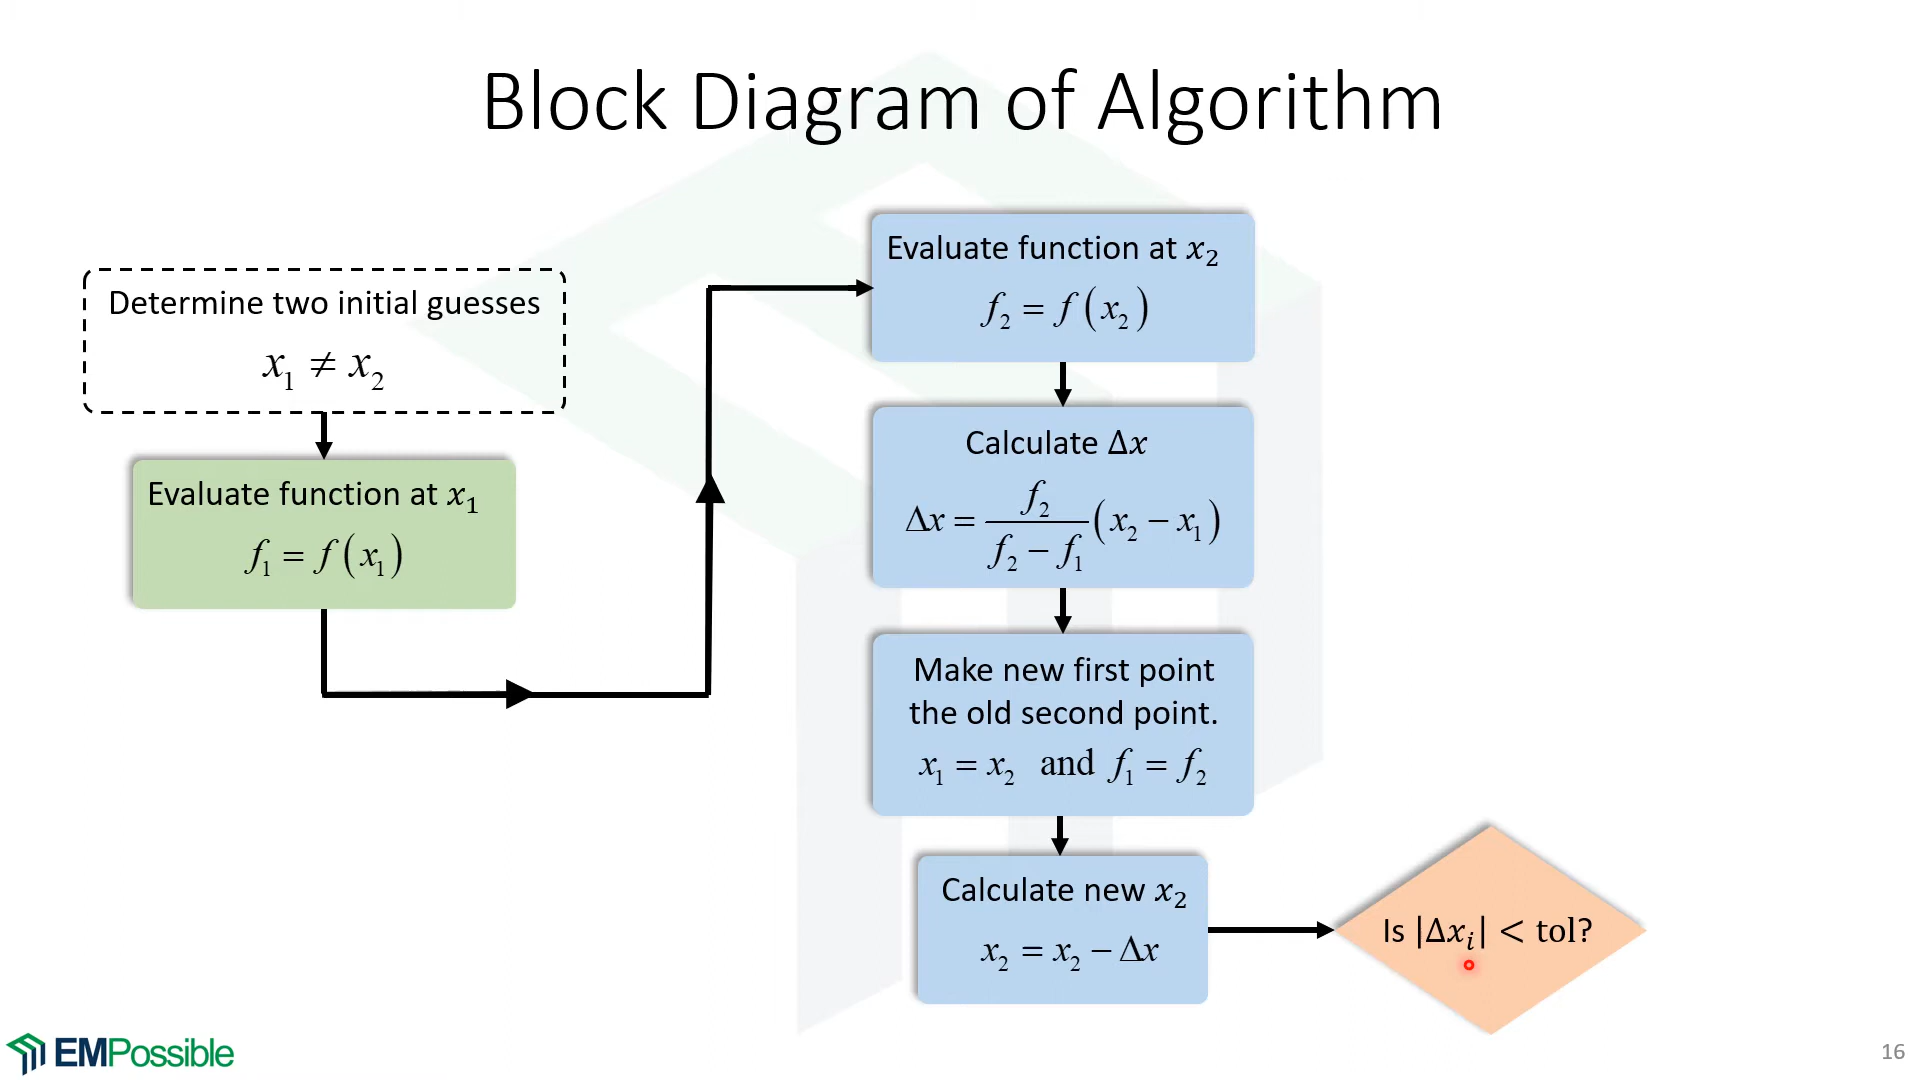 Block Diagram of Algorithm
Determine two initial guesses
x₁ ≠ x₂
Evaluate function at x₁
f₁ = f(x₁)
Evaluate function at x₂
f₂ = f(x₂)
Calculate Δx
Δx = f₂ / (f₂ − f₁) (x₂ − x₁)
Make new first point
the old second point.
x₁ = x₂ and f₁ = f₂
Calculate new x₂
x₂ = x₂ − Δx
Is |Δxᵢ| < tol?
EMPossible
16